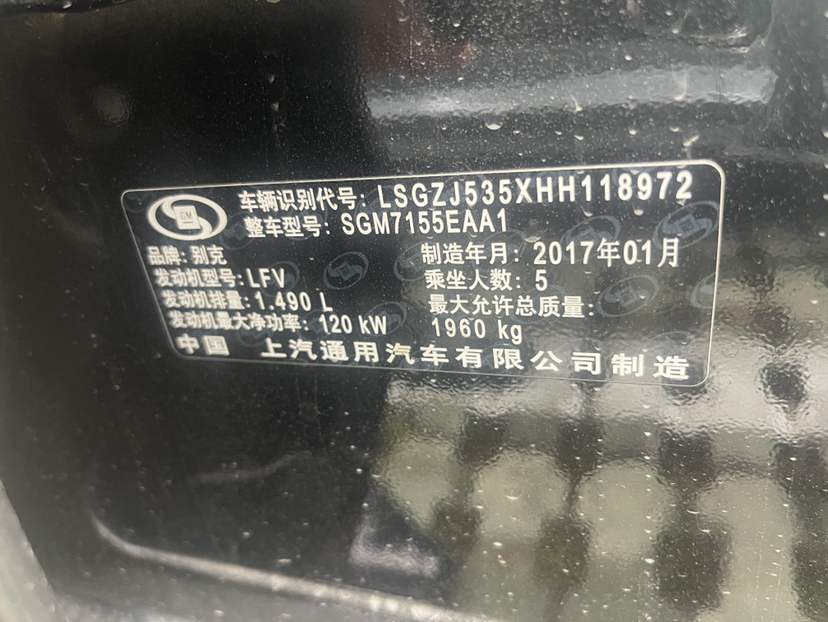 车辆识别代号: LSGZJ535XHH118972
整车型号: SGM7155EAA1
GM
品牌: 别克
制造年月: 2017年01月
发动机型号: LFV
乘坐人数: 5
发动机排量: 1.490 L
最大允许总质量:
发动机最大净功率: 120 kW
1960 kg
中国 上汽通用汽车有限公司制造